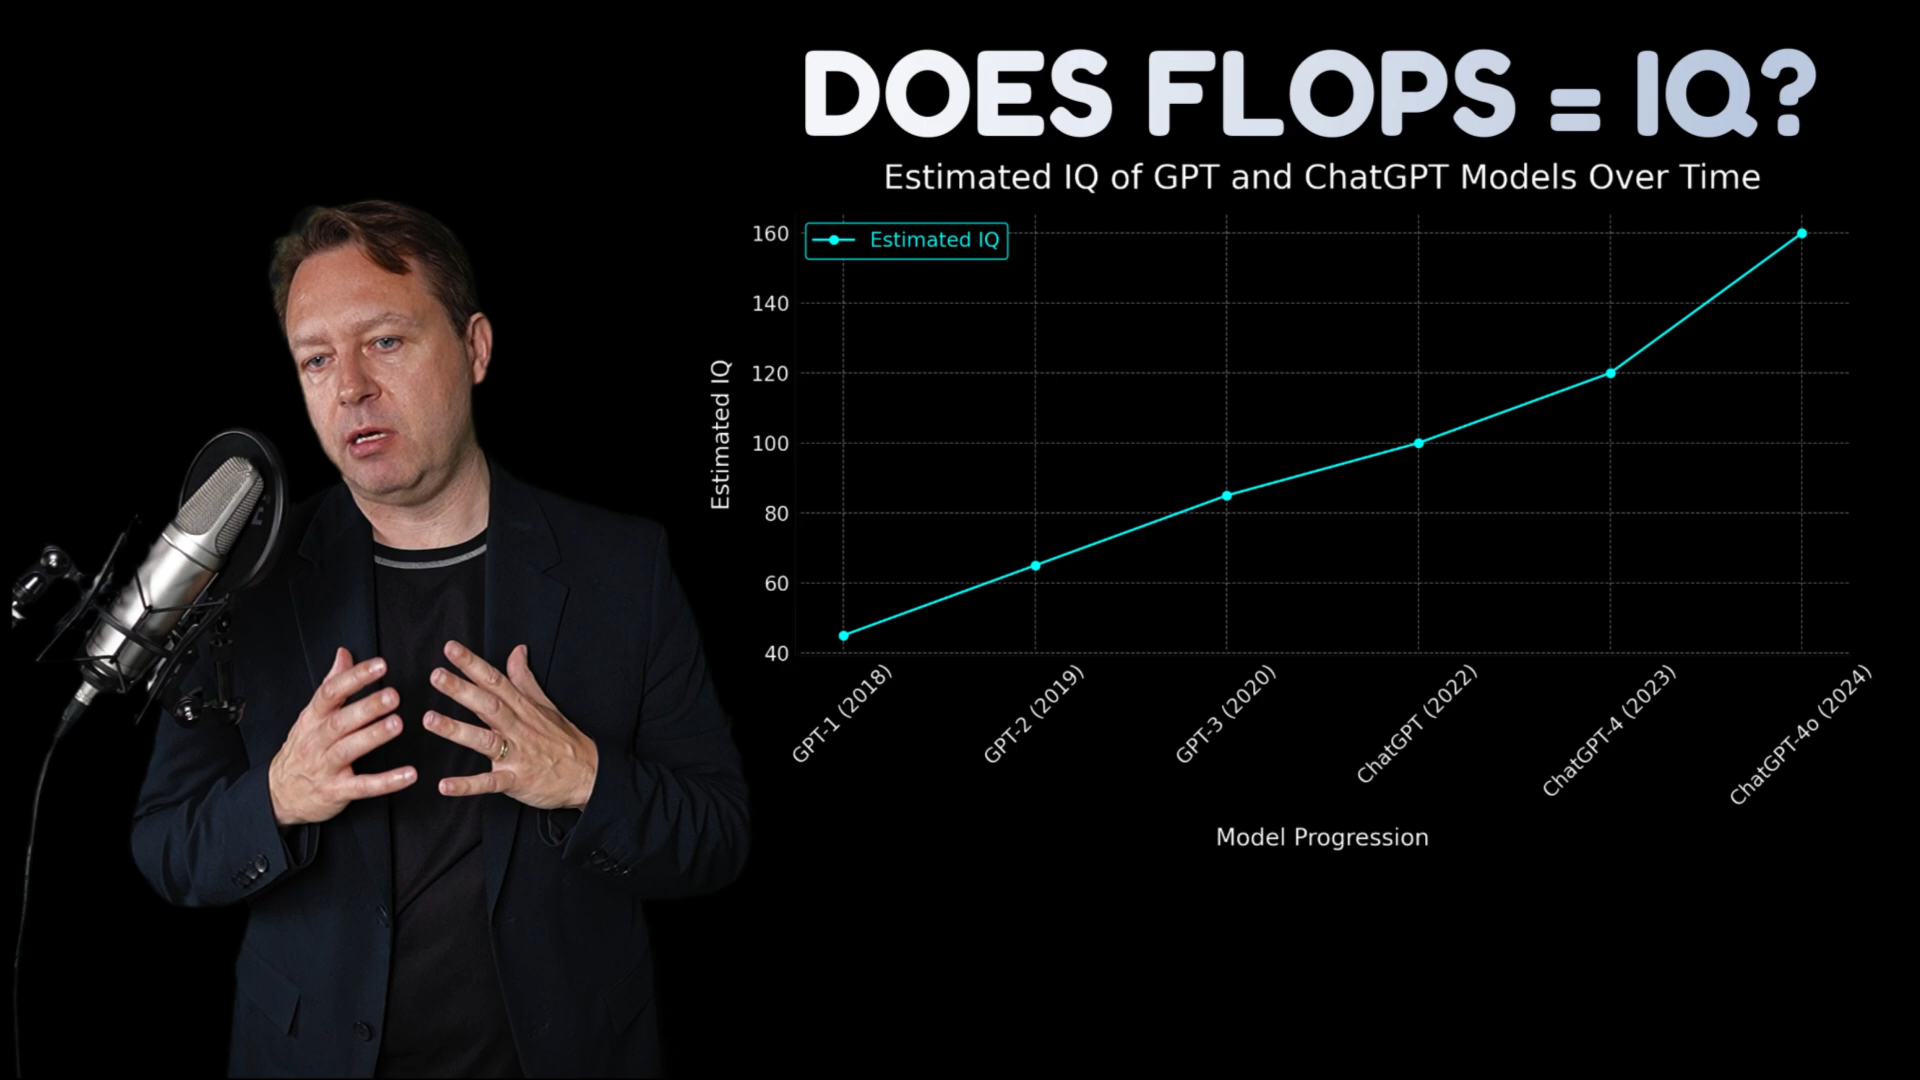 DOES FLOPS = IQ?
Estimated IQ of GPT and ChatGPT Models Over Time
Estimated IQ
Estimated IQ
160
140
120
100
80
60
40
GPT-1 (2018)
GPT-2 (2019)
GPT-3 (2020)
ChatGPT (2022)
ChatGPT-4 (2023)
ChatGPT-4o (2024)
Model Progression